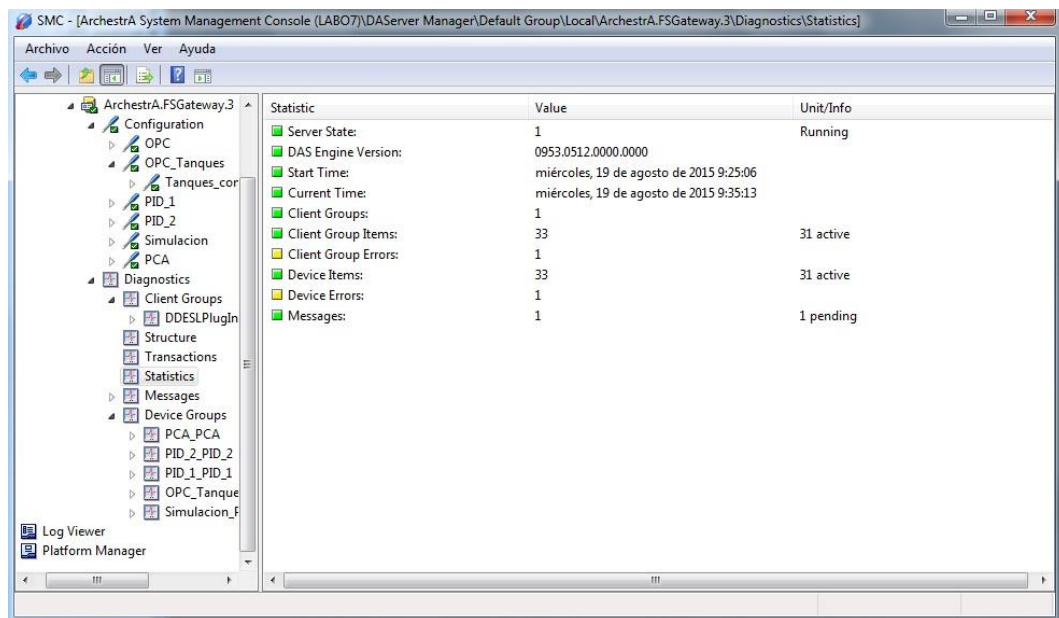 SMC - [ArchestrA System Management Console (LABO7)\DAServer Manager\Default Group\Local\ArchestrA.FSGateway.3\Diagnostics\Statistics]
Archivo Acción Ver Ayuda
ArchestrA.FSGateway.3
Configuration
OPC
OPC_Tanques
Tanques_cor
PID_1
PID_2
Simulacion
PCA
Diagnostics
Client Groups
DDESLPlugIn
Structure
Transactions
Statistics
Messages
Device Groups
PCA_PCA
PID_2_PID_2
PID_1_PID_1
OPC_Tanque
Simulacion_F
Log Viewer
Platform Manager
Statistic Value Unit/Info
Server State: 1 Running
DAS Engine Version: 0953.0512.0000.0000
Start Time: miércoles, 19 de agosto de 2015 9:25:06
Current Time: miércoles, 19 de agosto de 2015 9:35:13
Client Groups: 1
Client Group Items: 33 31 active
Client Group Errors: 1
Device Items: 33 31 active
Device Errors: 1
Messages: 1 1 pending